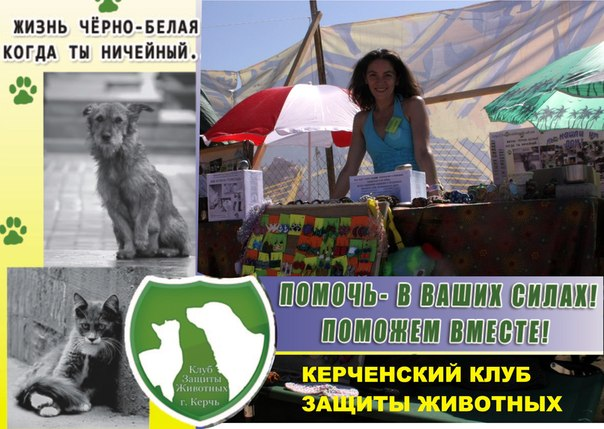 ЖИЗНЬ ЧЁРНО-БЕЛАЯ
КОГДА ТЫ НИЧЕЙНЫЙ.
ПОМОЧЬ- В ВАШИХ СИЛАХ!
ПОМОЖЕМ ВМЕСТЕ!
Клуб
Защиты
Животных
г. Керчь
КЕРЧЕНСКИЙ КЛУБ
ЗАЩИТЫ ЖИВОТНЫХ